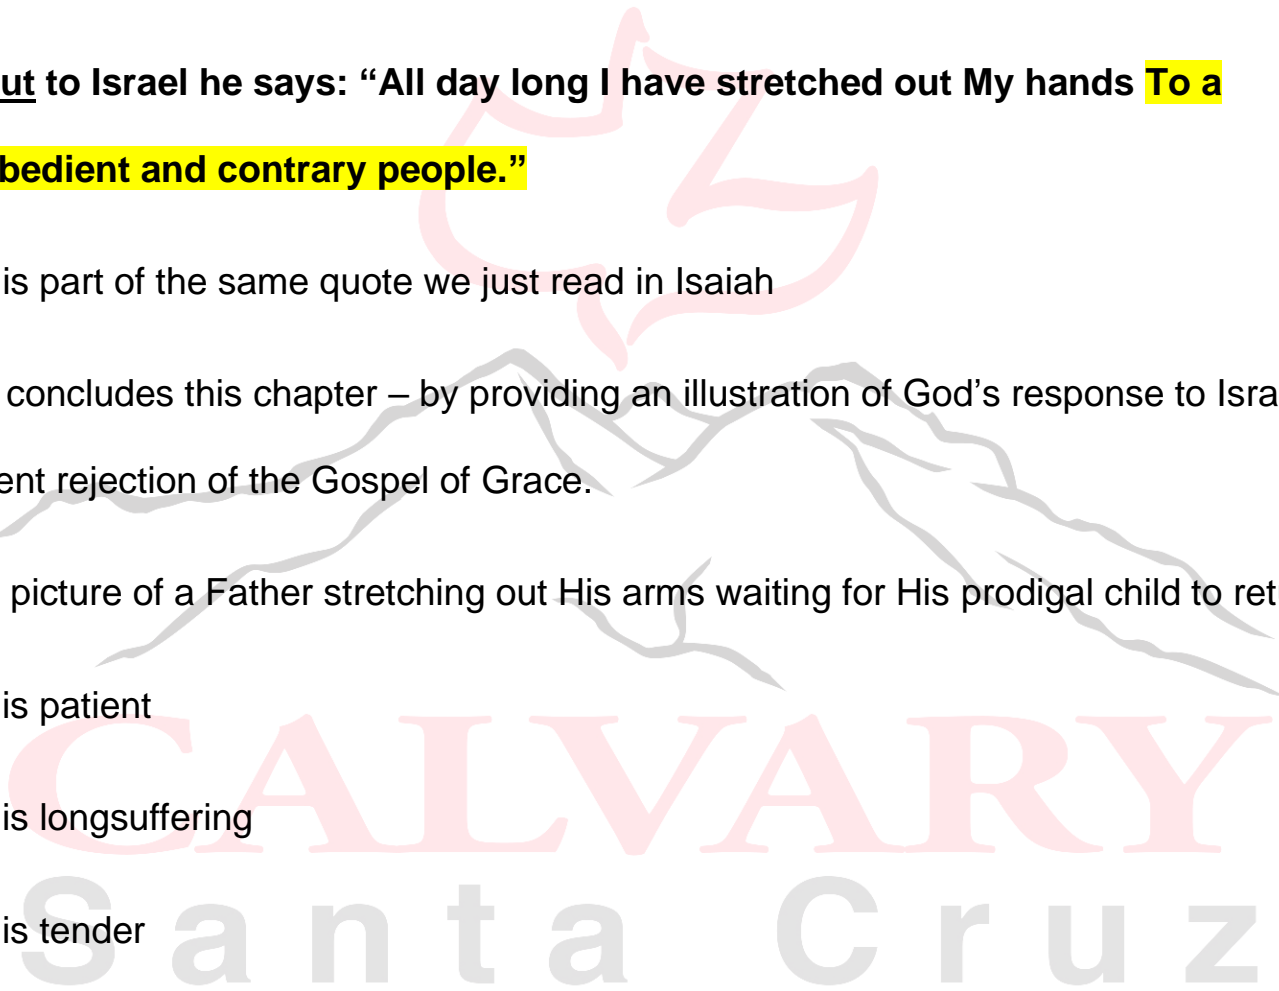 ut to Israel he says: “All day long I have stretched out My hands To a
bedient and contrary people.”
is part of the same quote we just read in Isaiah
concludes this chapter – by providing an illustration of God’s response to Isra
ent rejection of the Gospel of Grace.
picture of a Father stretching out His arms waiting for His prodigal child to ret
is patient
CALVARY
is longsuffering
Santa Cruz
is tender